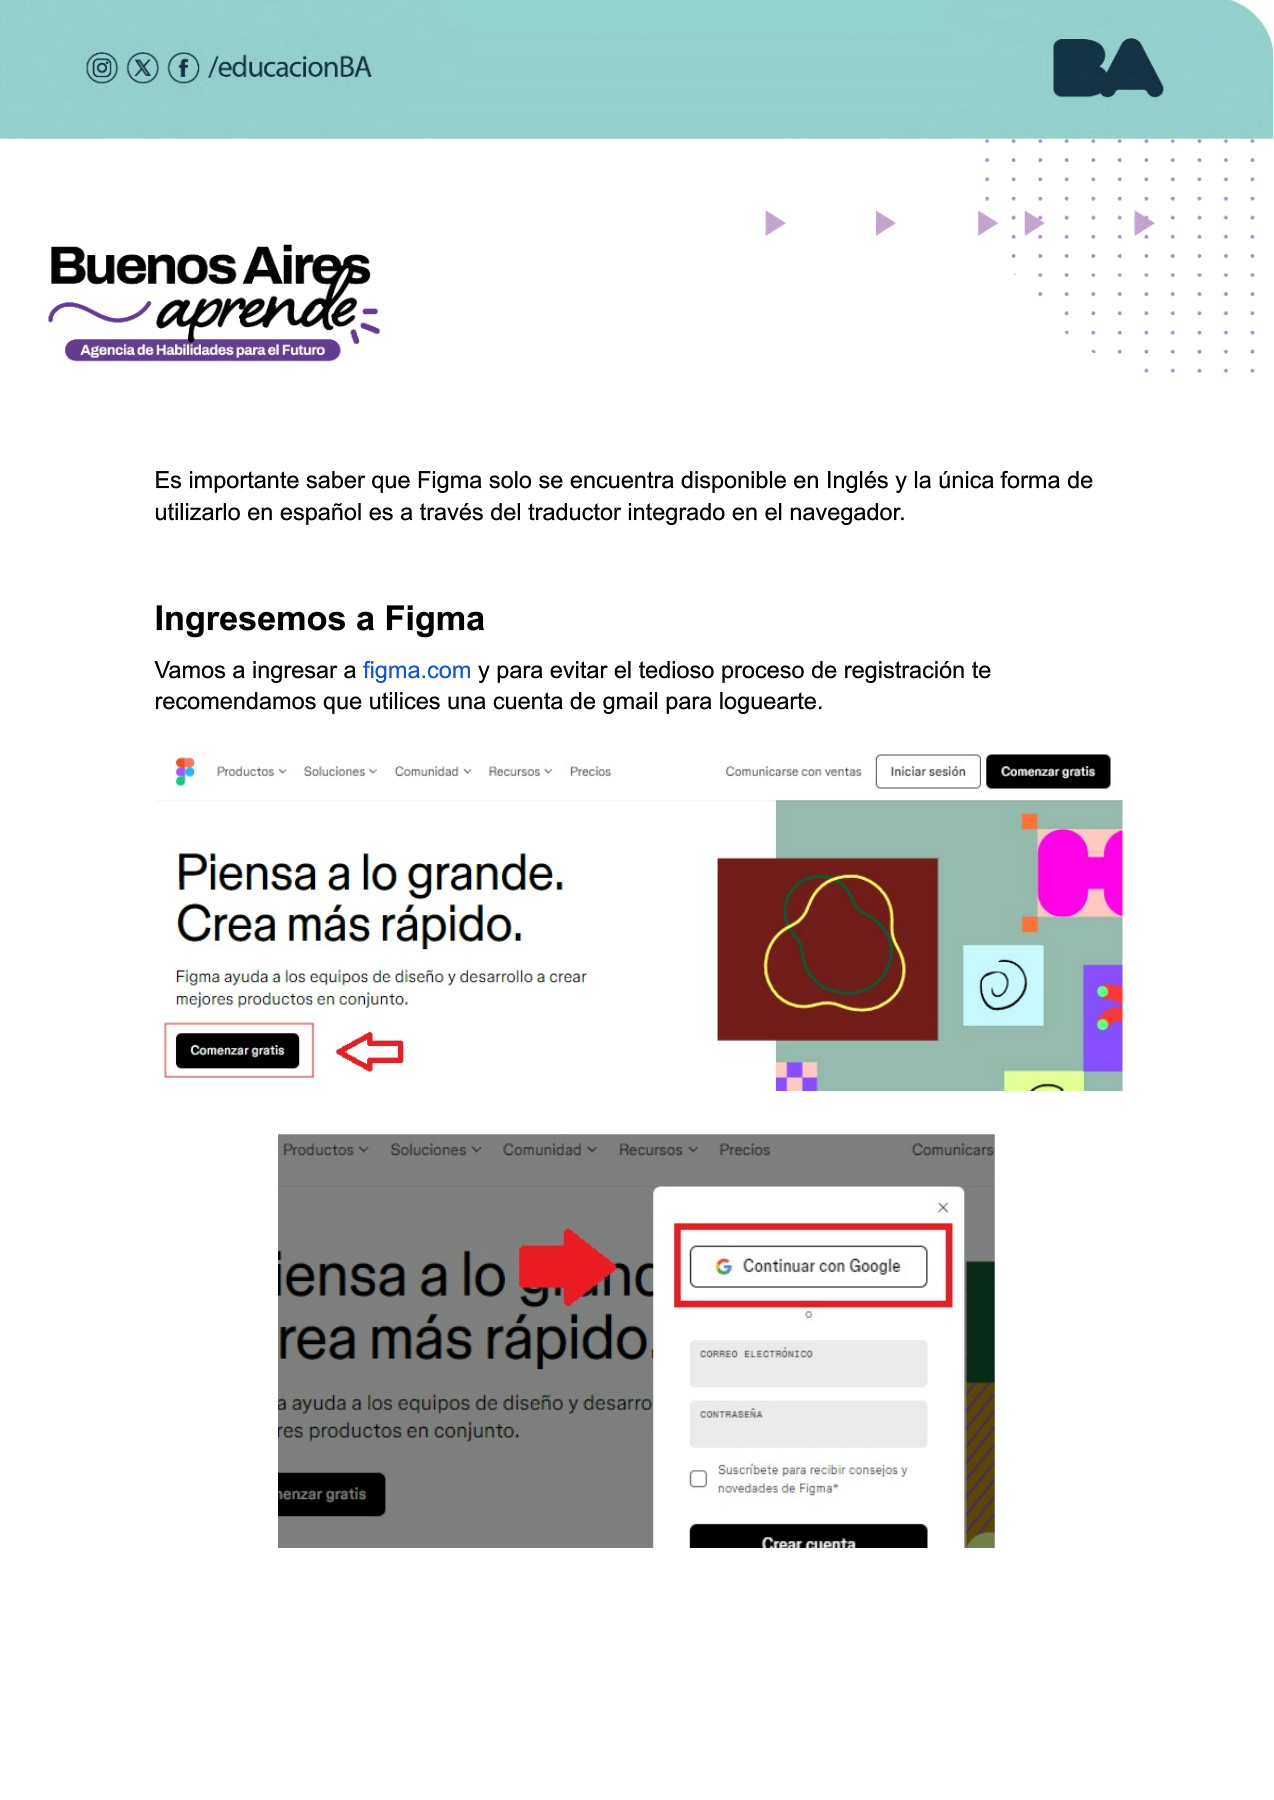 /educacionBA
BA
Buenos Aires
aprende
Agencia de Habilidades para el Futuro
Es importante saber que Figma solo se encuentra disponible en Inglés y la única forma de
utilizarlo en español es a través del traductor integrado en el navegador.
Ingresemos a Figma
Vamos a ingresar a figma.com y para evitar el tedioso proceso de registración te
recomendamos que utilices una cuenta de gmail para loguearte.
Productos Soluciones Comunidad Recursos Precios Comunicarse con ventas Iniciar sesión Comenzar gratis
Piensa a lo grande.
Crea más rápido.
Figma ayuda a los equipos de diseño y desarrollo a crear
mejores productos en conjunto.
Comenzar gratis
Productos Soluciones Comunidad Recursos Precios Comunicars
iensa a lo granc
rea más rápido.
a ayuda a los equipos de diseño y desarro
res productos en conjunto.
nenzar gratis
Continuar con Google
o
CORREO ELECTRÓNICO
CONTRASEÑA
Suscríbete para recibir consejos y
novedades de Figma*
Crear cuenta